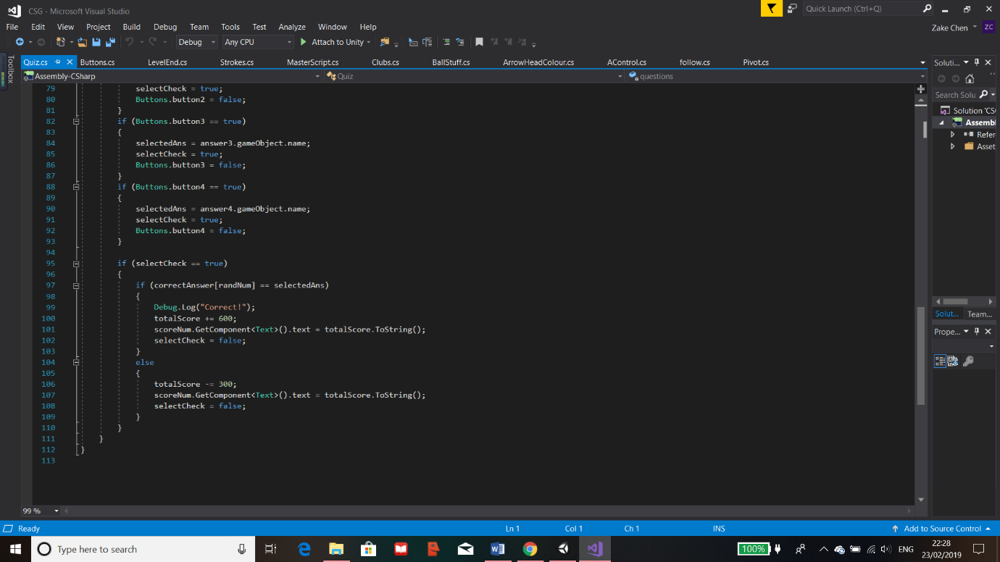 CSG - Microsoft Visual Studio
Quick Launch (Ctrl+Q)
File Edit View Project Build Debug Team Tools Test Analyze Window Help
Zake Chen ZC
Debug Any CPU Attach to Unity
Toolbox
Quiz.cs Buttons.cs LevelEnd.cs Strokes.cs MasterScript.cs Clubs.cs BallStuff.cs ArrowHeadColour.cs AControl.cs follow.cs Pivot.cs
Assembly-CSharp Quiz questions
79 selectCheck = true;
80 Buttons.button2 = false;
81 }
82 if (Buttons.button3 == true)
83 {
84 selectedAns = answer3.gameObject.name;
85 selectCheck = true;
86 Buttons.button3 = false;
87 }
88 if (Buttons.button4 == true)
89 {
90 selectedAns = answer4.gameObject.name;
91 selectCheck = true;
92 Buttons.button4 = false;
93 }
94
95 if (selectCheck == true)
96 {
97 if (correctAnswer[randNum] == selectedAns)
98 {
99 Debug.Log("Correct!");
100 totalScore += 600;
101 scoreNum.GetComponent<Text>().text = totalScore.ToString();
102 selectCheck = false;
103 }
104 else
105 {
106 totalScore -= 300;
107 scoreNum.GetComponent<Text>().text = totalScore.ToString();
108 selectCheck = false;
109 }
110 }
111 }
112 }
113
99 %
Soluti...
Search Solu
Solution 'CS
Assembl
Refer
Asset
Solut... Team...
Prope...
Ready Ln 1 Col 1 Ch 1 INS Add to Source Control
Type here to search
100%
ENG
22:28
23/02/2019